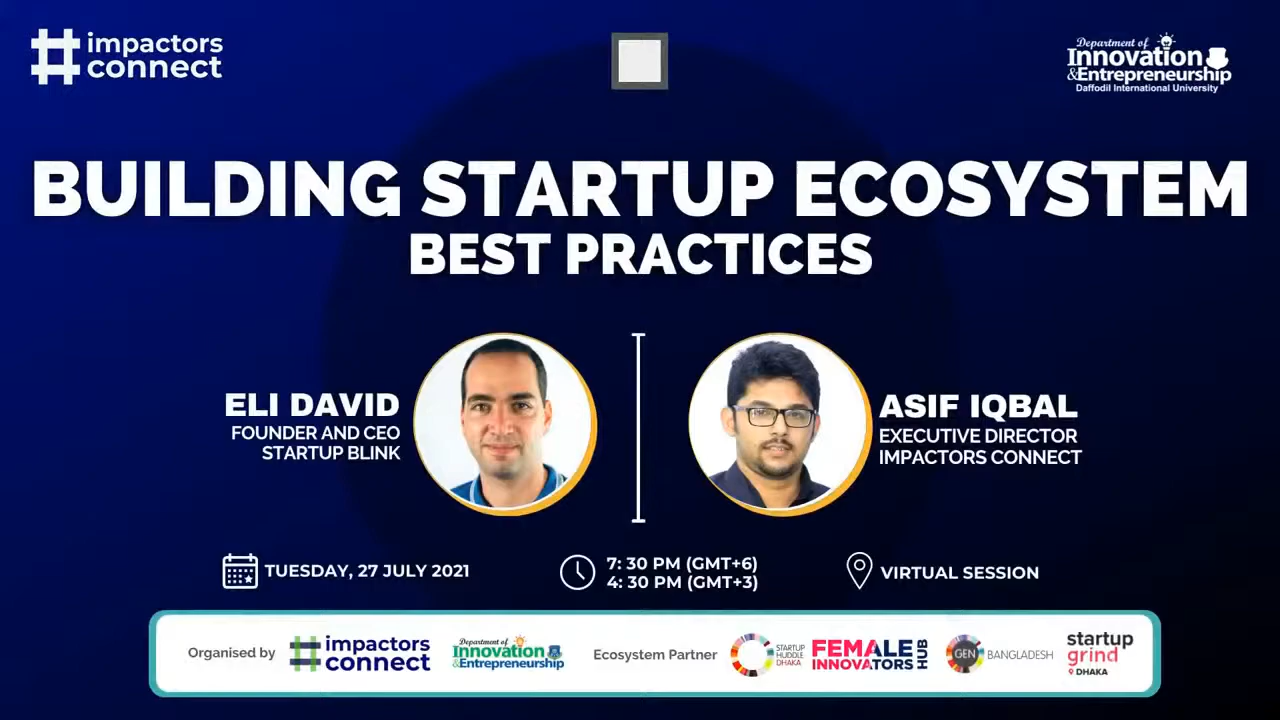 impactors
connect
Department of
Innovation
&Entrepreneurship
Daffodil International University
BUILDING STARTUP ECOSYSTEM
BEST PRACTICES
ELI DAVID
FOUNDER AND CEO
STARTUP BLINK
ASIF IQBAL
EXECUTIVE DIRECTOR
IMPACTORS CONNECT
TUESDAY, 27 JULY 2021
7: 30 PM (GMT+6)
4: 30 PM (GMT+3)
VIRTUAL SESSION
Organised by
impactors
connect
Department of
Innovation
&Entrepreneurship
Ecosystem Partner
STARTUP
HUDDLE
DHAKA
FEMALE
INNOVATORS
HUB
GEN
BANGLADESH
startup
grind
DHAKA